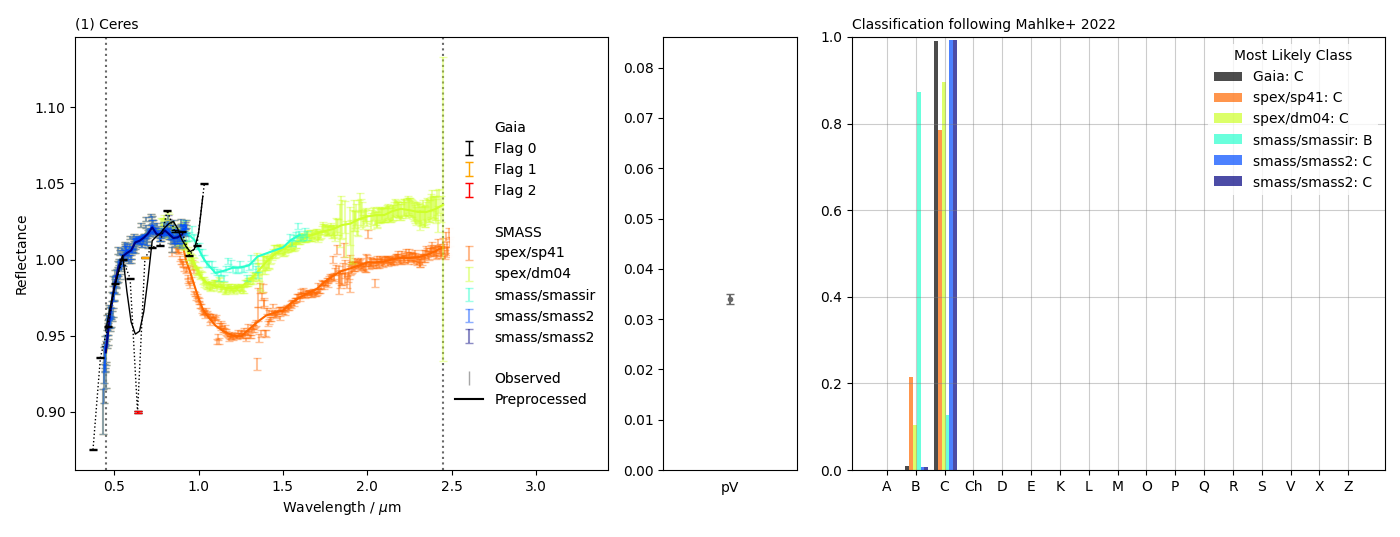 (1) Ceres
Reflectance
1.10
1.05
1.00
0.95
0.90
0.5
1.0
1.5
2.0
2.5
3.0
Wavelength / μm
Gaia
Flag 0
Flag 1
Flag 2
SMASS
spex/sp41
spex/dm04
smass/smassir
smass/smass2
smass/smass2
Observed
Preprocessed
0.08
0.07
0.06
0.05
0.04
0.03
0.02
0.01
0.00
pV
Classification following Mahlke+ 2022
1.0
0.8
0.6
0.4
0.2
0.0
A B C Ch D E K L M O P Q R S V X Z
Most Likely Class
Gaia: C
spex/sp41: C
spex/dm04: C
smass/smassir: B
smass/smass2: C
smass/smass2: C